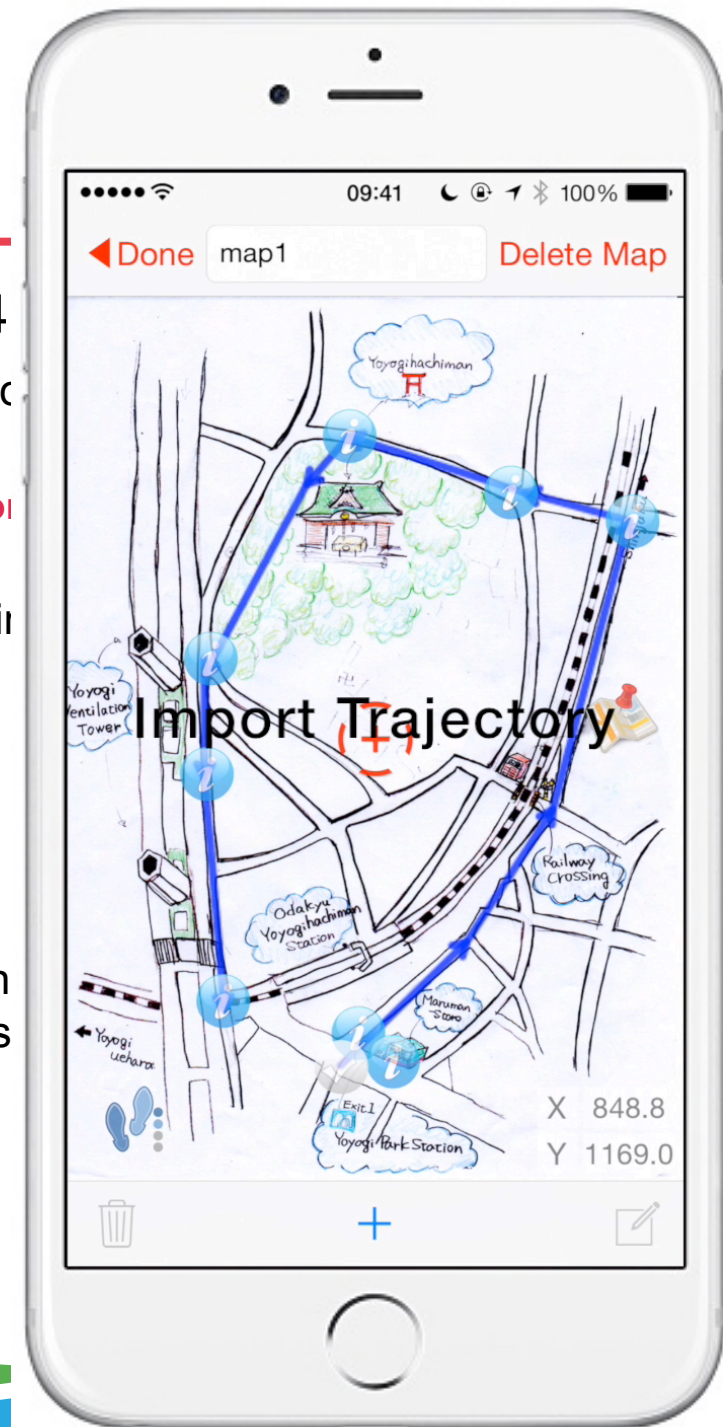 09:41 100%
Done map1 Delete Map
4
Yoyogihachiman
Yoyogi
Ventilation
Tower
Import Trajectory
Railway
Crossing
Odakyu
Yoyogihachiman
Station
Maruman
-Store
Yoyogi
uehara
Exit1
Yoyogi Park Station
X 848.8
Y 1169.0